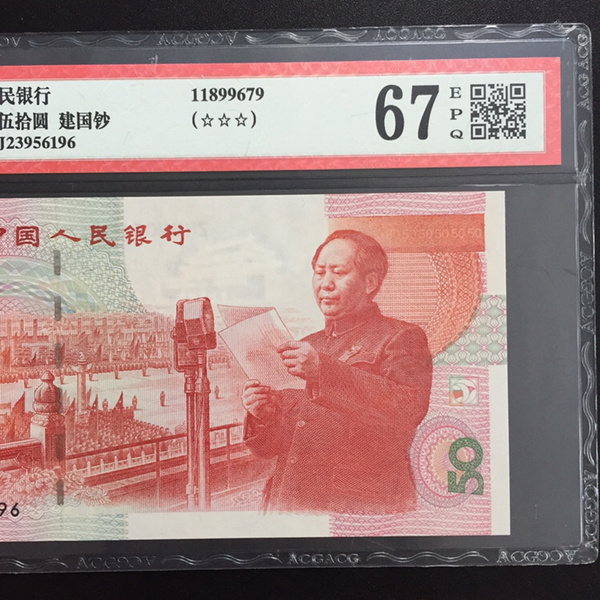 民银行
11899679
伍拾圆 建国钞
(☆☆☆)
J23956196
67
EPQ
中国人民银行
50
96
ACGACG